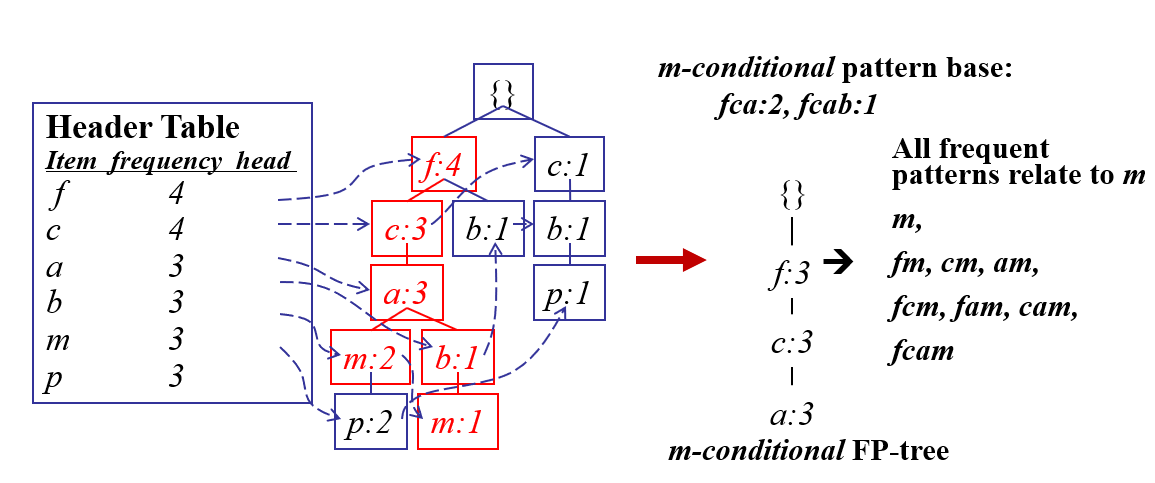 Header Table
Item frequency head
f 4
c 4
a 3
b 3
m 3
p 3
{}
f:4 c:1
c:3 b:1 b:1
a:3 p:1
m:2 b:1
p:2 m:1
m-conditional pattern base:
fca:2, fcab:1
{}
f:3
c:3
a:3
m-conditional FP-tree
All frequent
patterns relate to m
m,
fm, cm, am,
fcm, fam, cam,
fcam